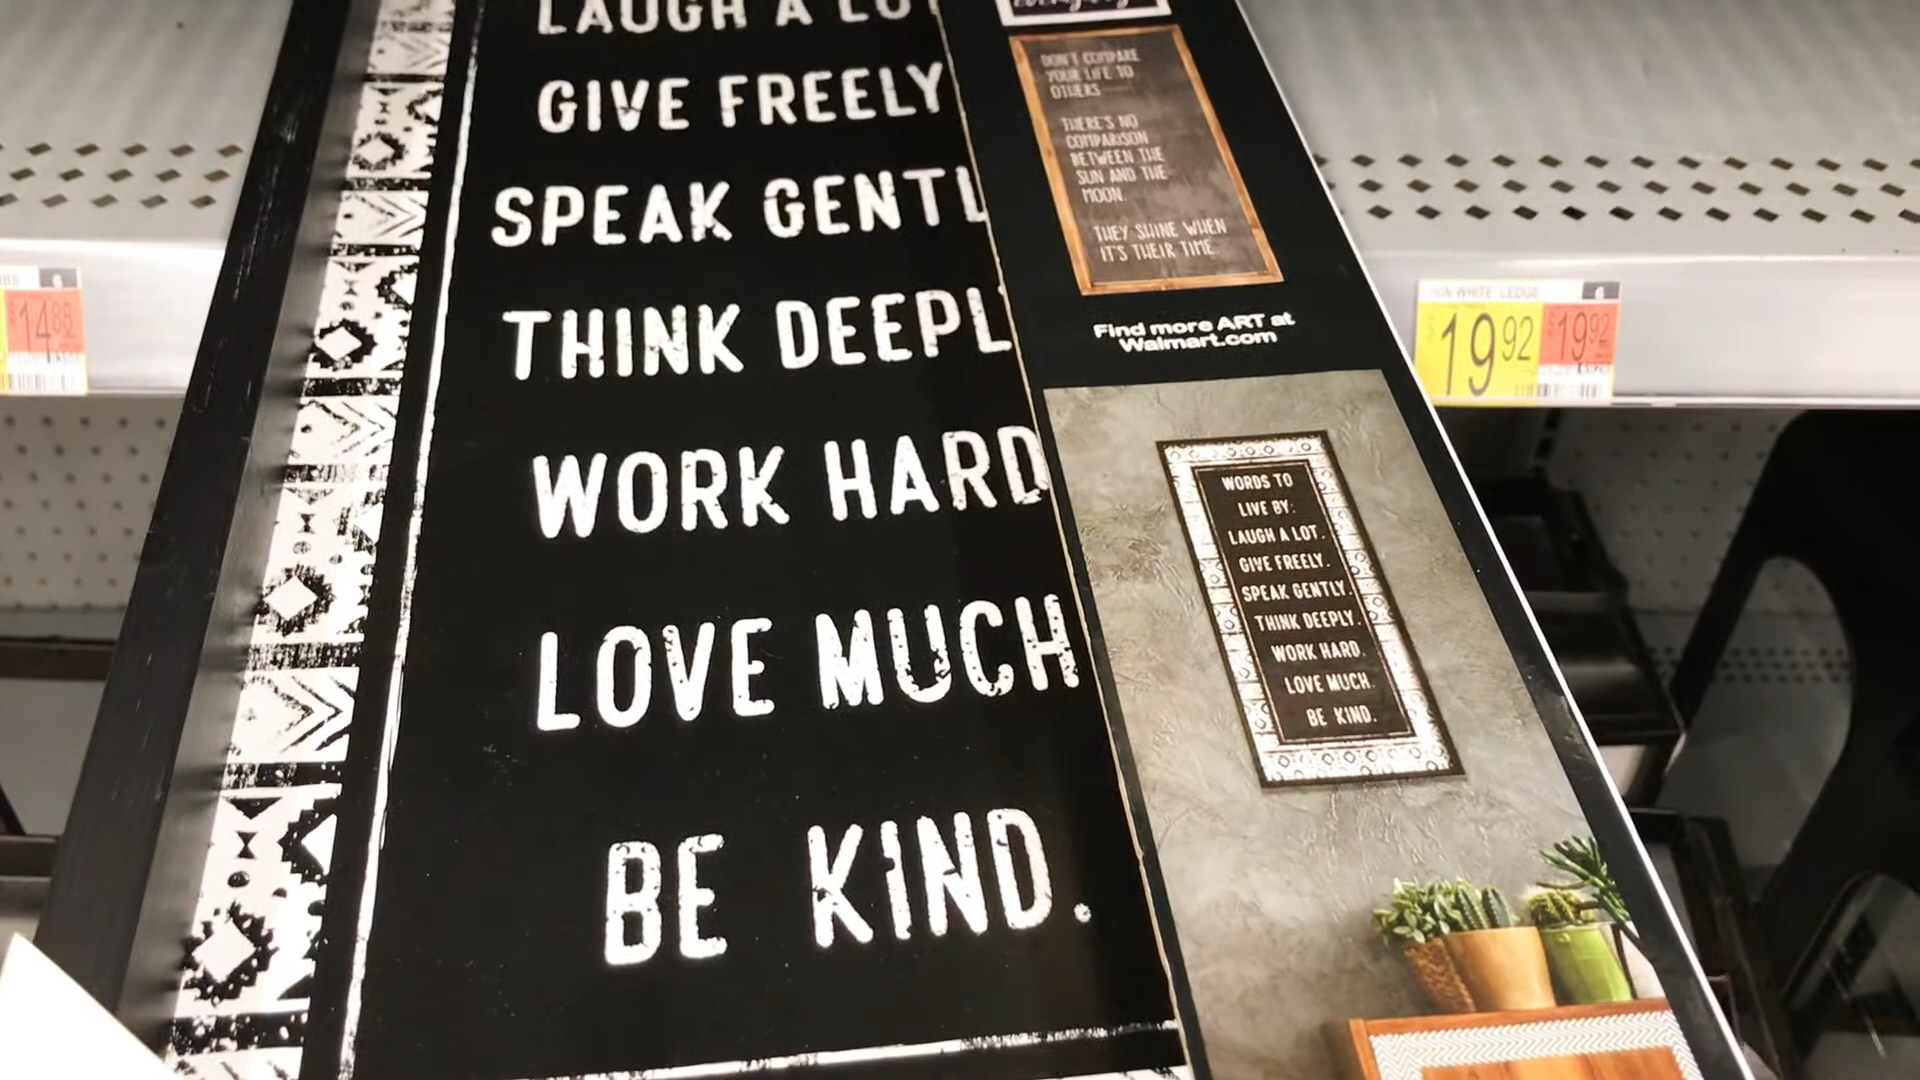 LAUGH A LOT
GIVE FREELY
SPEAK GENTL
THINK DEEPL
WORK HARD
LOVE MUCH
BE KIND.
DON'T COMPARE
YOUR LIFE TO
OTHERS
THERE'S NO
COMPARISON
BETWEEN THE
SUN AND THE
MOON.
THEY SHINE WHEN
IT'S THEIR TIME.
Find more ART at
Walmart.com
WORDS TO
LIVE BY:
LAUGH A LOT.
GIVE FREELY.
SPEAK GENTLY.
THINK DEEPLY.
WORK HARD.
LOVE MUCH.
BE KIND.
$14.88
WHITE LEDGE 6
19.92 $19.92